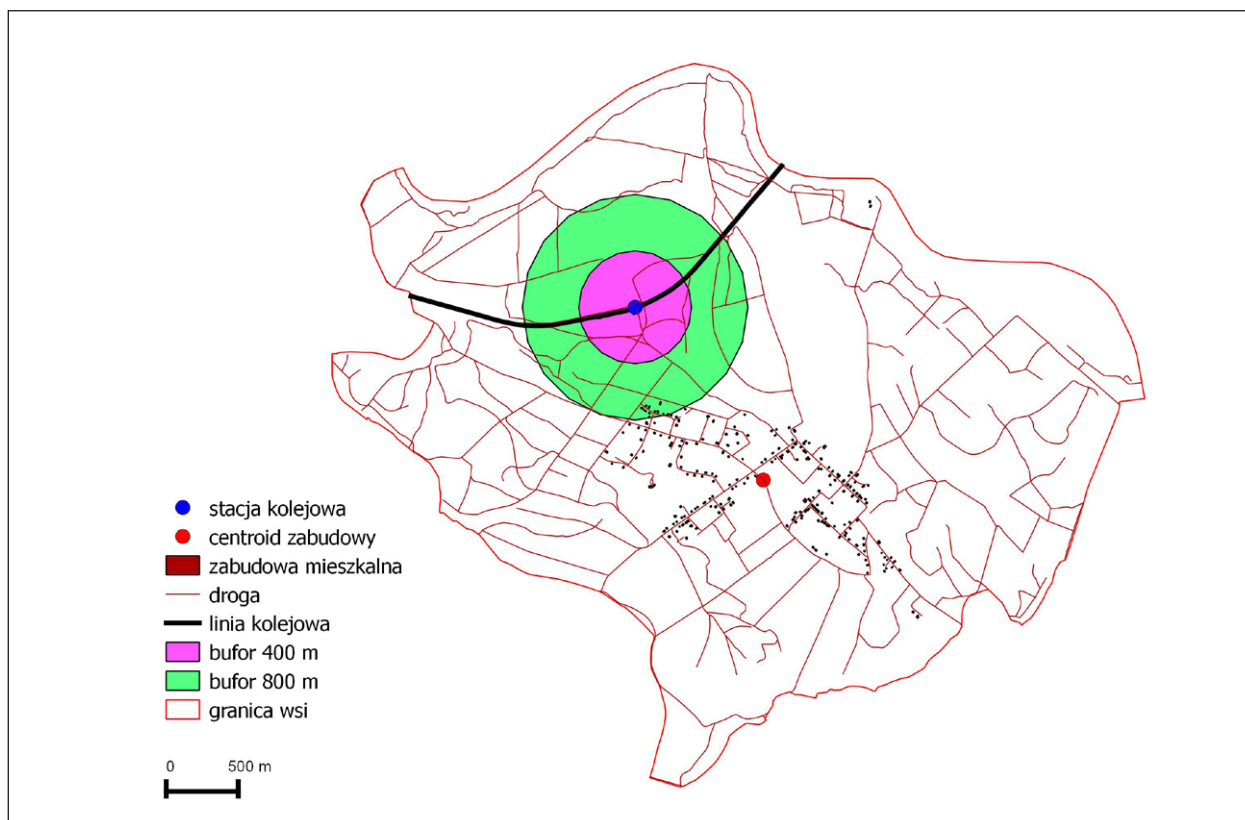 stacja kolejowa
centroid zabudowy
zabudowa mieszkalna
droga
linia kolejowa
bufor 400 m
bufor 800 m
granica wsi
0 500 m